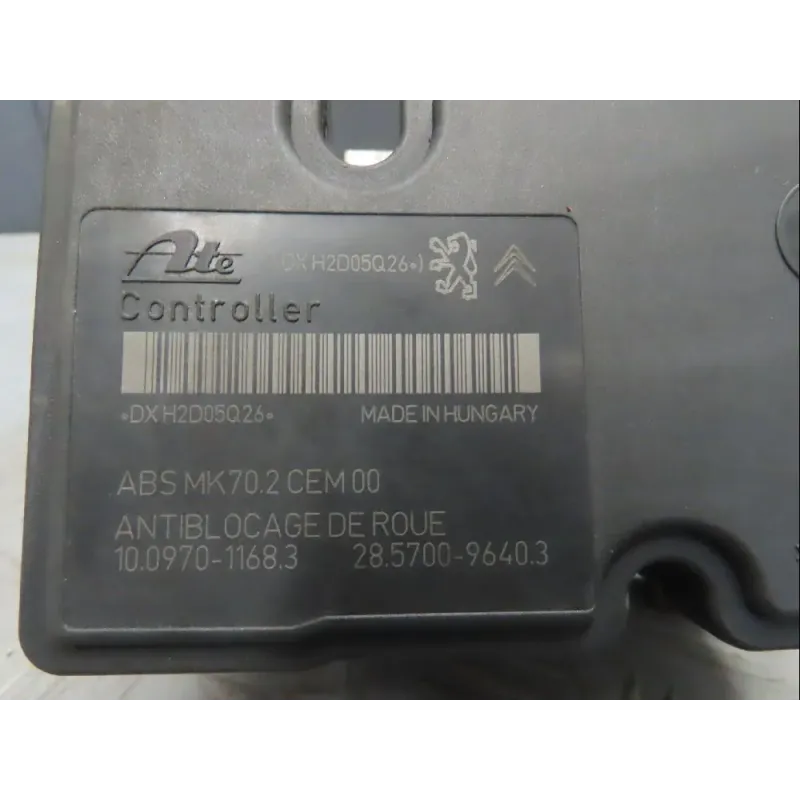 Ate DX H2D05Q26*)
Controller
*DX H2D05Q26*   MADE IN HUNGARY
ABS MK70.2 CEM 00
ANTIBLOCAGE DE ROUE
10.0970-1168.3   28.5700-9640.3